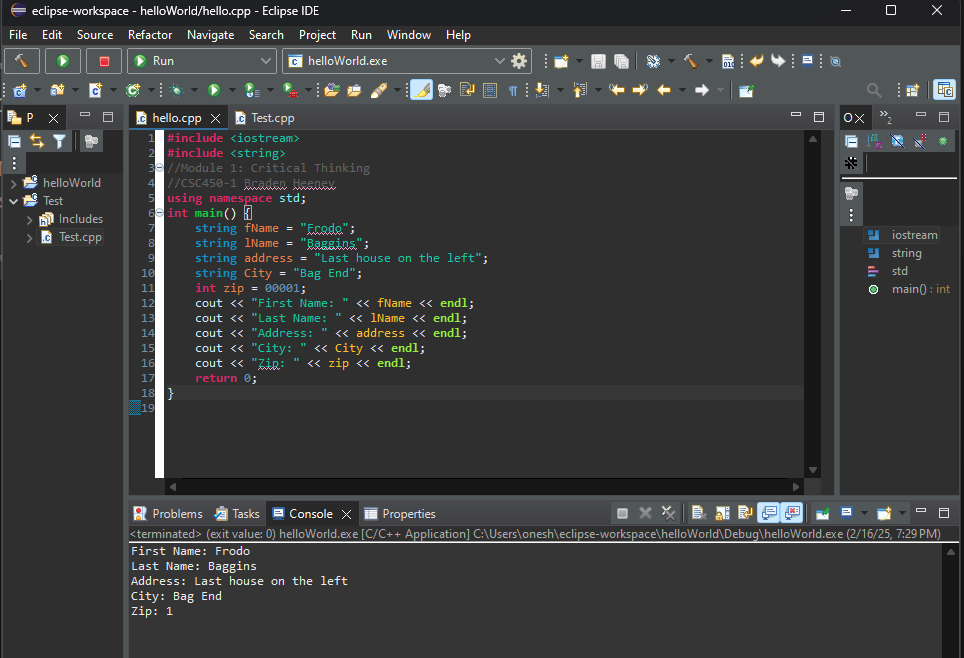 eclipse-workspace - helloWorld/hello.cpp - Eclipse IDE
File Edit Source Refactor Navigate Search Project Run Window Help
Run helloWorld.exe
P hello.cpp Test.cpp O
helloWorld
Test
Includes
Test.cpp
1 #include <iostream>
2 #include <string>
3 //Module 1: Critical Thinking
4 //CSC450-1 Braden Heeney
5 using namespace std;
6 int main() {
7 string fName = "Frodo";
8 string lName = "Baggins";
9 string address = "Last house on the left";
10 string City = "Bag End";
11 int zip = 00001;
12 cout << "First Name: " << fName << endl;
13 cout << "Last Name: " << lName << endl;
14 cout << "Address: " << address << endl;
15 cout << "City: " << City << endl;
16 cout << "Zip: " << zip << endl;
17 return 0;
18 }
19
iostream
string
std
main() : int
Problems Tasks Console Properties
<terminated> (exit value: 0) helloWorld.exe [C/C++ Application] C:\Users\onesh\eclipse-workspace\helloWorld\Debug\helloWorld.exe (2/16/25, 7:29 PM)
First Name: Frodo
Last Name: Baggins
Address: Last house on the left
City: Bag End
Zip: 1